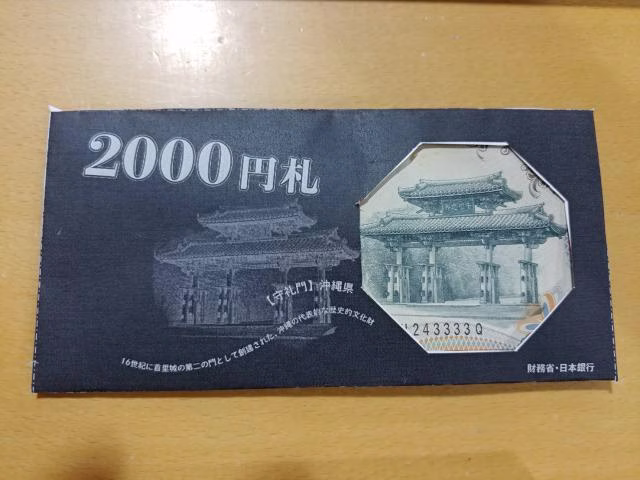 2000円札
【守礼門】沖縄県
16世紀に首里城の第二の門として創建された、沖縄の代表的な歴史的文化財
243333Q
財務省・日本銀行